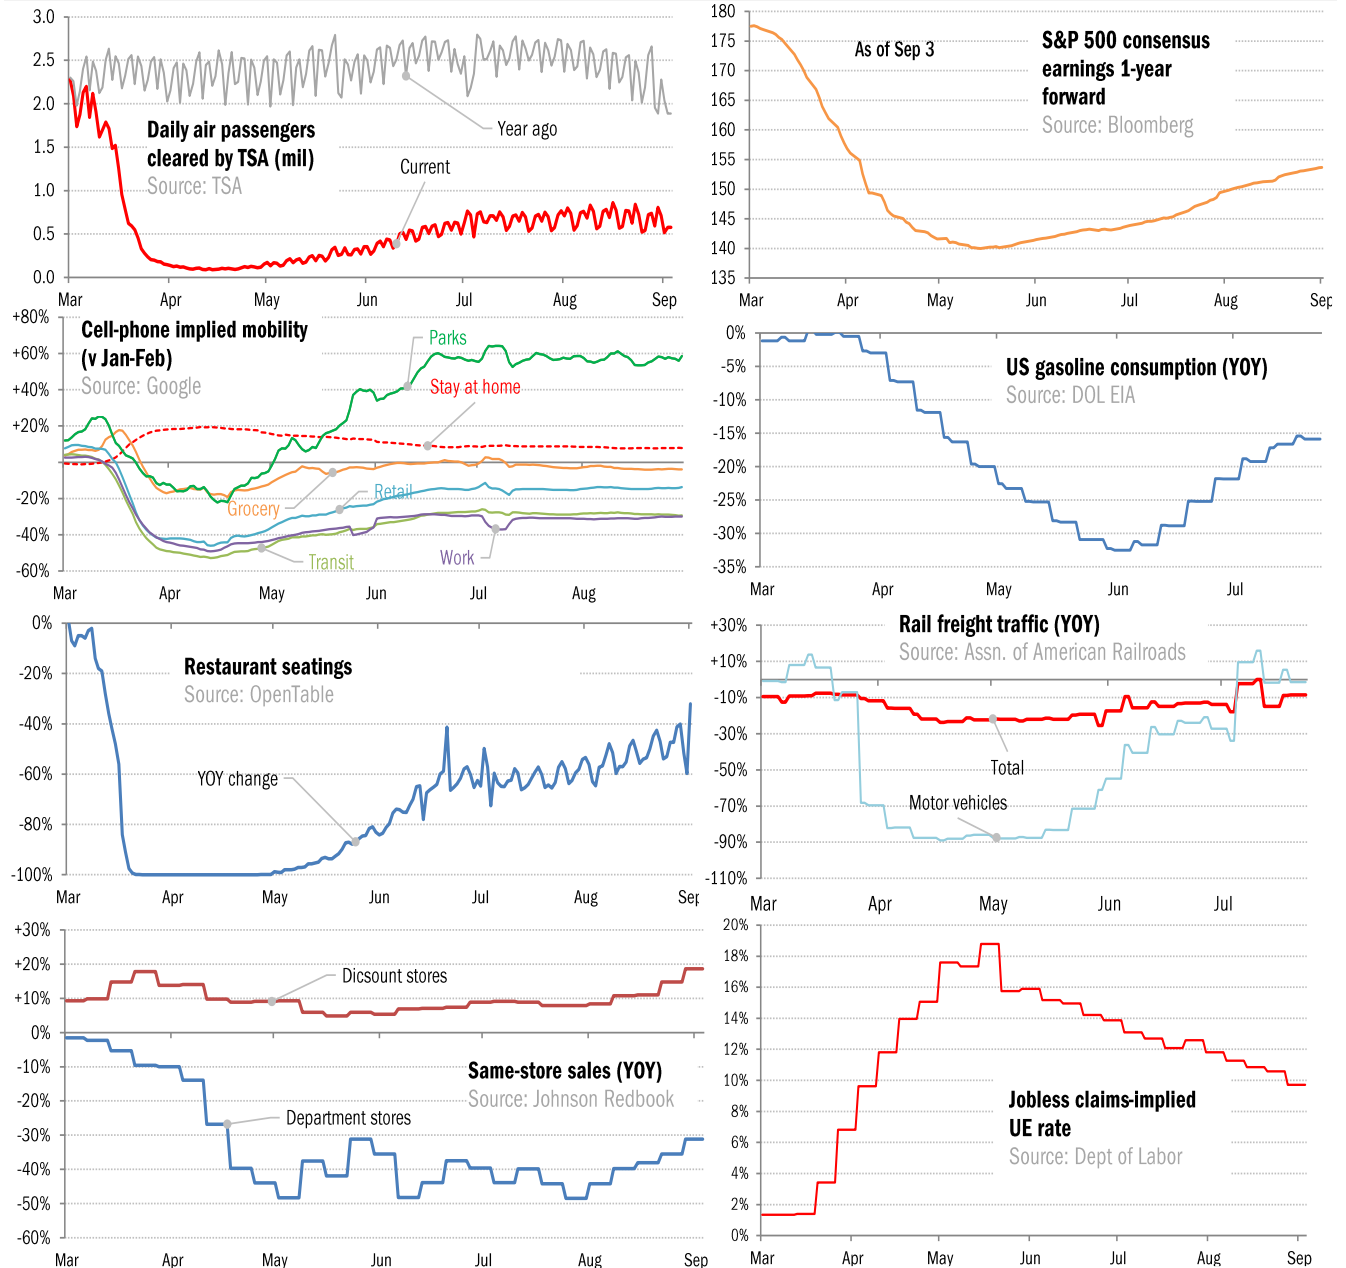 3.0
2.5
2.0
1.5
1.0
0.5
0.0
Daily air passengers
cleared by TSA (mil)
Source: TSA
Year ago
Current
Mar Apr May Jun Jul Aug Sep
180
175
170
165
160
155
150
145
140
135
As of Sep 3
S&P 500 consensus
earnings 1-year
forward
Source: Bloomberg
Mar Apr May Jun Jul Aug Sep
+80%
+60%
+40%
+20%
-20%
-40%
-60%
Cell-phone implied mobility
(v Jan-Feb)
Source: Google
Parks
Stay at home
Grocery
Retail
Transit
Work
Mar Apr May Jun Jul Aug
0%
-5%
-10%
-15%
-20%
-25%
-30%
-35%
US gasoline consumption (YOY)
Source: DOL EIA
Mar Apr May Jun Jul
0%
-20%
-40%
-60%
-80%
-100%
Restaurant seatings
Source: OpenTable
YOY change
Mar Apr May Jun Jul Aug Sep
+30%
+10%
-10%
-30%
-50%
-70%
-90%
-110%
Rail freight traffic (YOY)
Source: Assn. of American Railroads
Total
Motor vehicles
Mar Apr May Jun Jul
+30%
+20%
+10%
0%
-10%
-20%
-30%
-40%
-50%
-60%
Dicsount stores
Same-store sales (YOY)
Source: Johnson Redbook
Department stores
Mar Apr May Jun Jul Aug Sep
20%
18%
16%
14%
12%
10%
8%
6%
4%
2%
0%
Jobless claims-implied
UE rate
Source: Dept of Labor
Mar Apr May Jun Jul Aug Sep